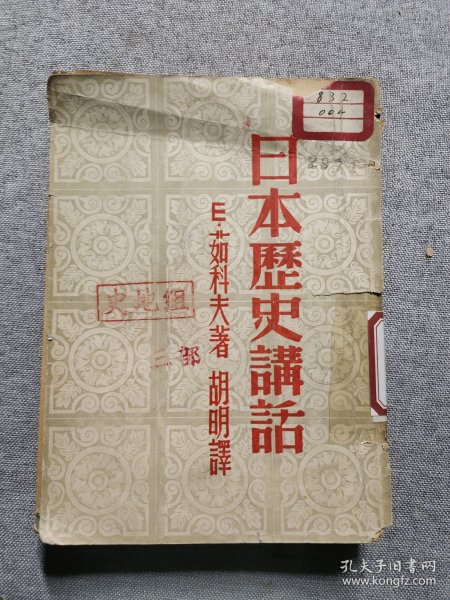 832
004
日本歷史講話
E·茹科夫著 胡明譯
組地史
三部
孔夫子旧书网
www.kongfz.com